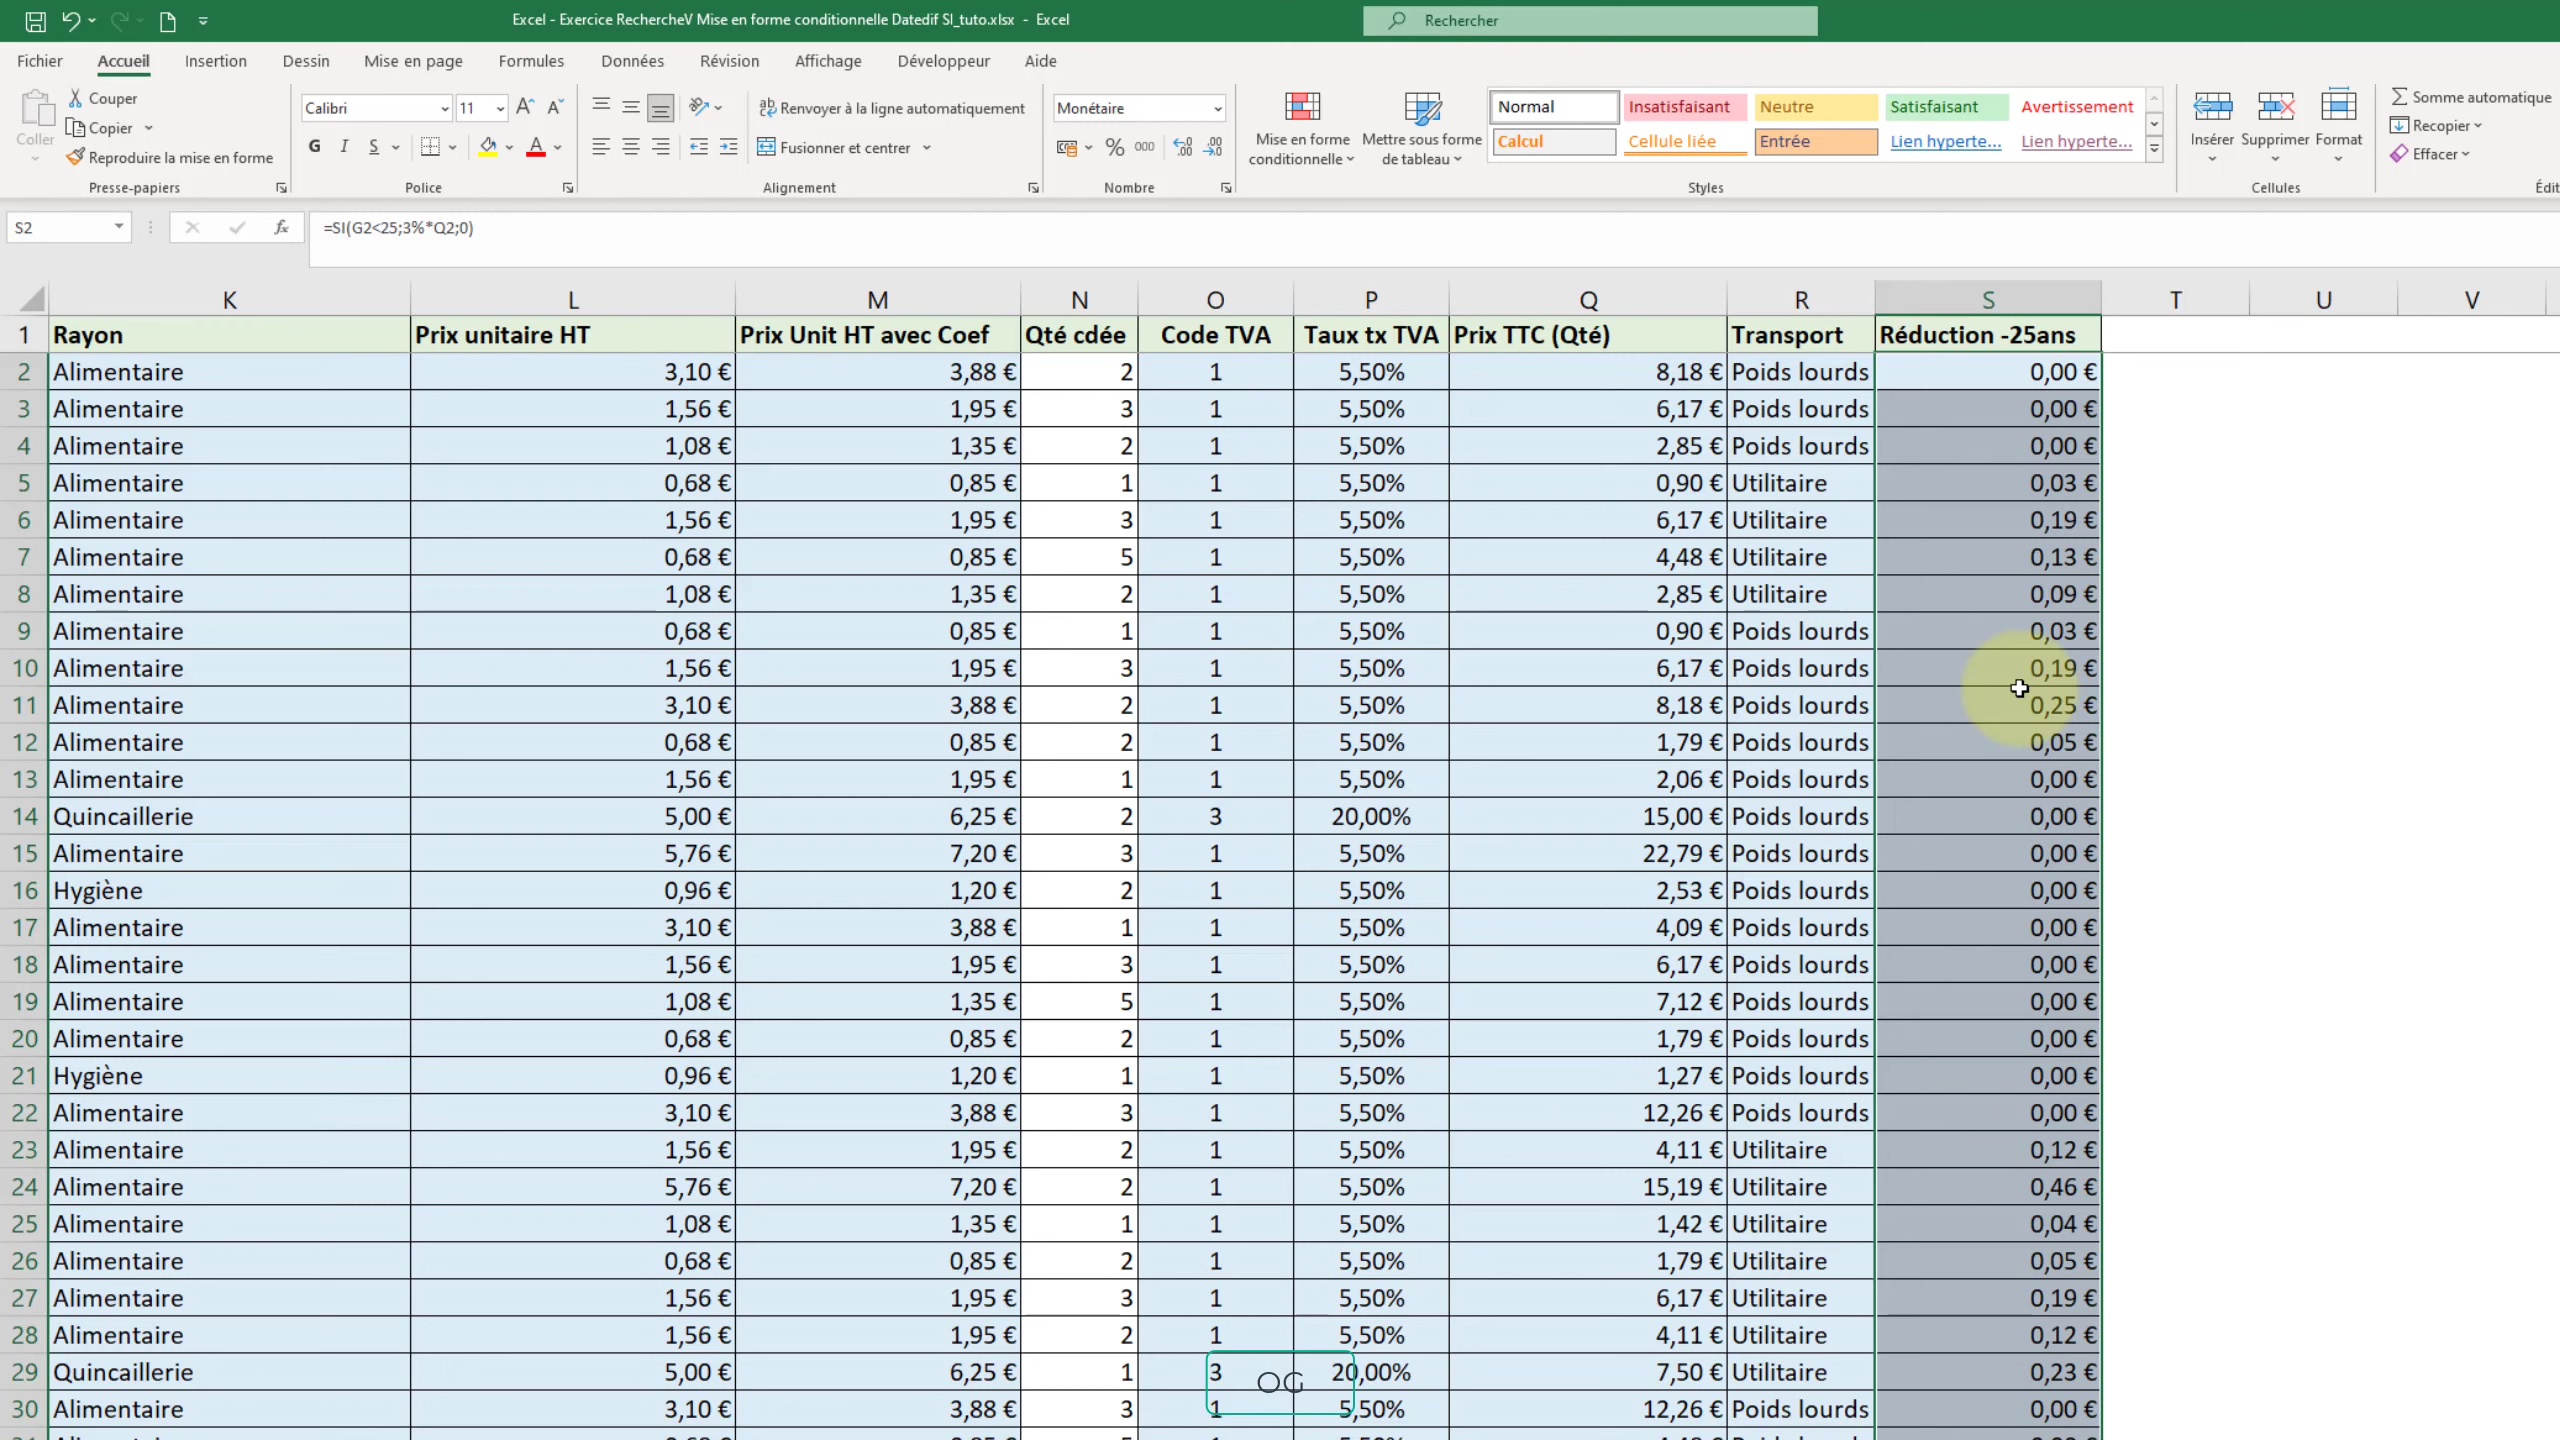 Excel - Exercice RechercheV Mise en forme conditionnelle Datedif SI_tuto.xlsx - Excel
Rechercher
Fichier Accueil Insertion Dessin Mise en page Formules Données Révision Affichage Développeur Aide
Coller
Couper
Copier
Reproduire la mise en forme
Presse-papiers
Calibri 11
G I S
Police
Renvoyer à la ligne automatiquement
Fusionner et centrer
Alignement
Monétaire
% 000
Nombre
Mise en forme conditionnelle
Mettre sous forme de tableau
Normal Insatisfaisant Neutre Satisfaisant Avertissement
Calcul Cellule liée Entrée Lien hyperte... Lien hyperte...
Styles
Insérer Supprimer Format
Cellules
Somme automatique
Recopier
Effacer
Édit
S2 fx =SI(G2<25;3%*Q2;0)
K L M N O P Q R S T U V
1 Rayon Prix unitaire HT Prix Unit HT avec Coef Qté cdée Code TVA Taux tx TVA Prix TTC (Qté) Transport Réduction -25ans
2 Alimentaire 3,10 € 3,88 € 2 1 5,50% 8,18 € Poids lourds 0,00 €
3 Alimentaire 1,56 € 1,95 € 3 1 5,50% 6,17 € Poids lourds 0,00 €
4 Alimentaire 1,08 € 1,35 € 2 1 5,50% 2,85 € Poids lourds 0,00 €
5 Alimentaire 0,68 € 0,85 € 1 1 5,50% 0,90 € Utilitaire 0,03 €
6 Alimentaire 1,56 € 1,95 € 3 1 5,50% 6,17 € Utilitaire 0,19 €
7 Alimentaire 0,68 € 0,85 € 5 1 5,50% 4,48 € Utilitaire 0,13 €
8 Alimentaire 1,08 € 1,35 € 2 1 5,50% 2,85 € Utilitaire 0,09 €
9 Alimentaire 0,68 € 0,85 € 1 1 5,50% 0,90 € Poids lourds 0,03 €
10 Alimentaire 1,56 € 1,95 € 3 1 5,50% 6,17 € Poids lourds 0,19 €
11 Alimentaire 3,10 € 3,88 € 2 1 5,50% 8,18 € Poids lourds 0,25 €
12 Alimentaire 0,68 € 0,85 € 2 1 5,50% 1,79 € Poids lourds 0,05 €
13 Alimentaire 1,56 € 1,95 € 1 1 5,50% 2,06 € Poids lourds 0,00 €
14 Quincaillerie 5,00 € 6,25 € 2 3 20,00% 15,00 € Poids lourds 0,00 €
15 Alimentaire 5,76 € 7,20 € 3 1 5,50% 22,79 € Poids lourds 0,00 €
16 Hygiène 0,96 € 1,20 € 2 1 5,50% 2,53 € Poids lourds 0,00 €
17 Alimentaire 3,10 € 3,88 € 1 1 5,50% 4,09 € Poids lourds 0,00 €
18 Alimentaire 1,56 € 1,95 € 3 1 5,50% 6,17 € Poids lourds 0,00 €
19 Alimentaire 1,08 € 1,35 € 5 1 5,50% 7,12 € Poids lourds 0,00 €
20 Alimentaire 0,68 € 0,85 € 2 1 5,50% 1,79 € Poids lourds 0,00 €
21 Hygiène 0,96 € 1,20 € 1 1 5,50% 1,27 € Poids lourds 0,00 €
22 Alimentaire 3,10 € 3,88 € 3 1 5,50% 12,26 € Poids lourds 0,00 €
23 Alimentaire 1,56 € 1,95 € 2 1 5,50% 4,11 € Utilitaire 0,12 €
24 Alimentaire 5,76 € 7,20 € 2 1 5,50% 15,19 € Utilitaire 0,46 €
25 Alimentaire 1,08 € 1,35 € 1 1 5,50% 1,42 € Utilitaire 0,04 €
26 Alimentaire 0,68 € 0,85 € 2 1 5,50% 1,79 € Utilitaire 0,05 €
27 Alimentaire 1,56 € 1,95 € 3 1 5,50% 6,17 € Utilitaire 0,19 €
28 Alimentaire 1,56 € 1,95 € 2 1 5,50% 4,11 € Utilitaire 0,12 €
29 Quincaillerie 5,00 € 6,25 € 1 3 20,00% 7,50 € Utilitaire 0,23 €
OG
30 Alimentaire 3,10 € 3,88 € 3 1 5,50% 12,26 € Poids lourds 0,00 €